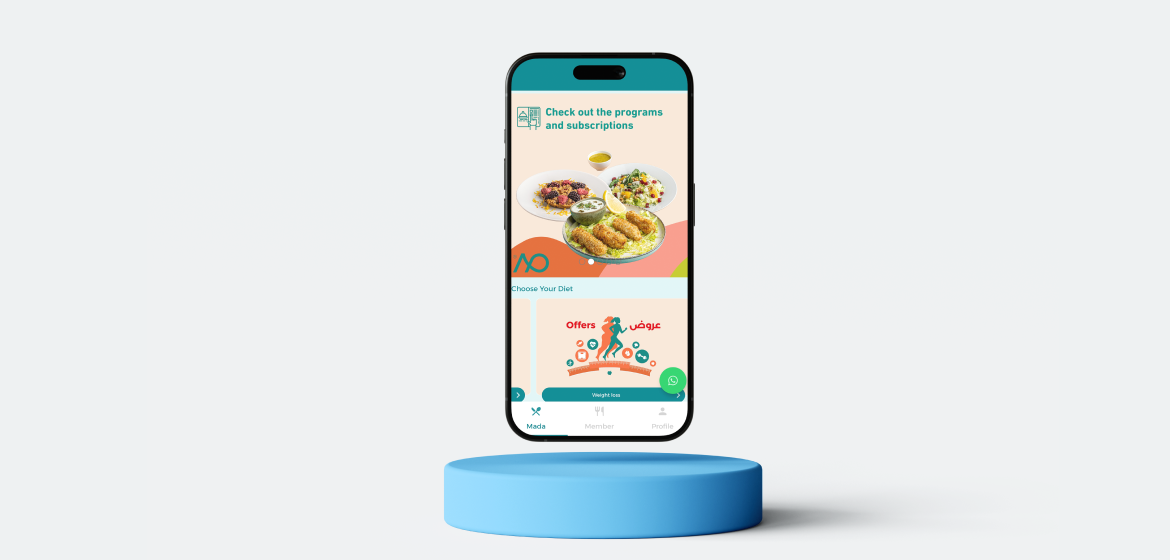 Check out the programs
and subscriptions
Choose Your Diet
Offers عروض
Weight loss
Mada Member Profile